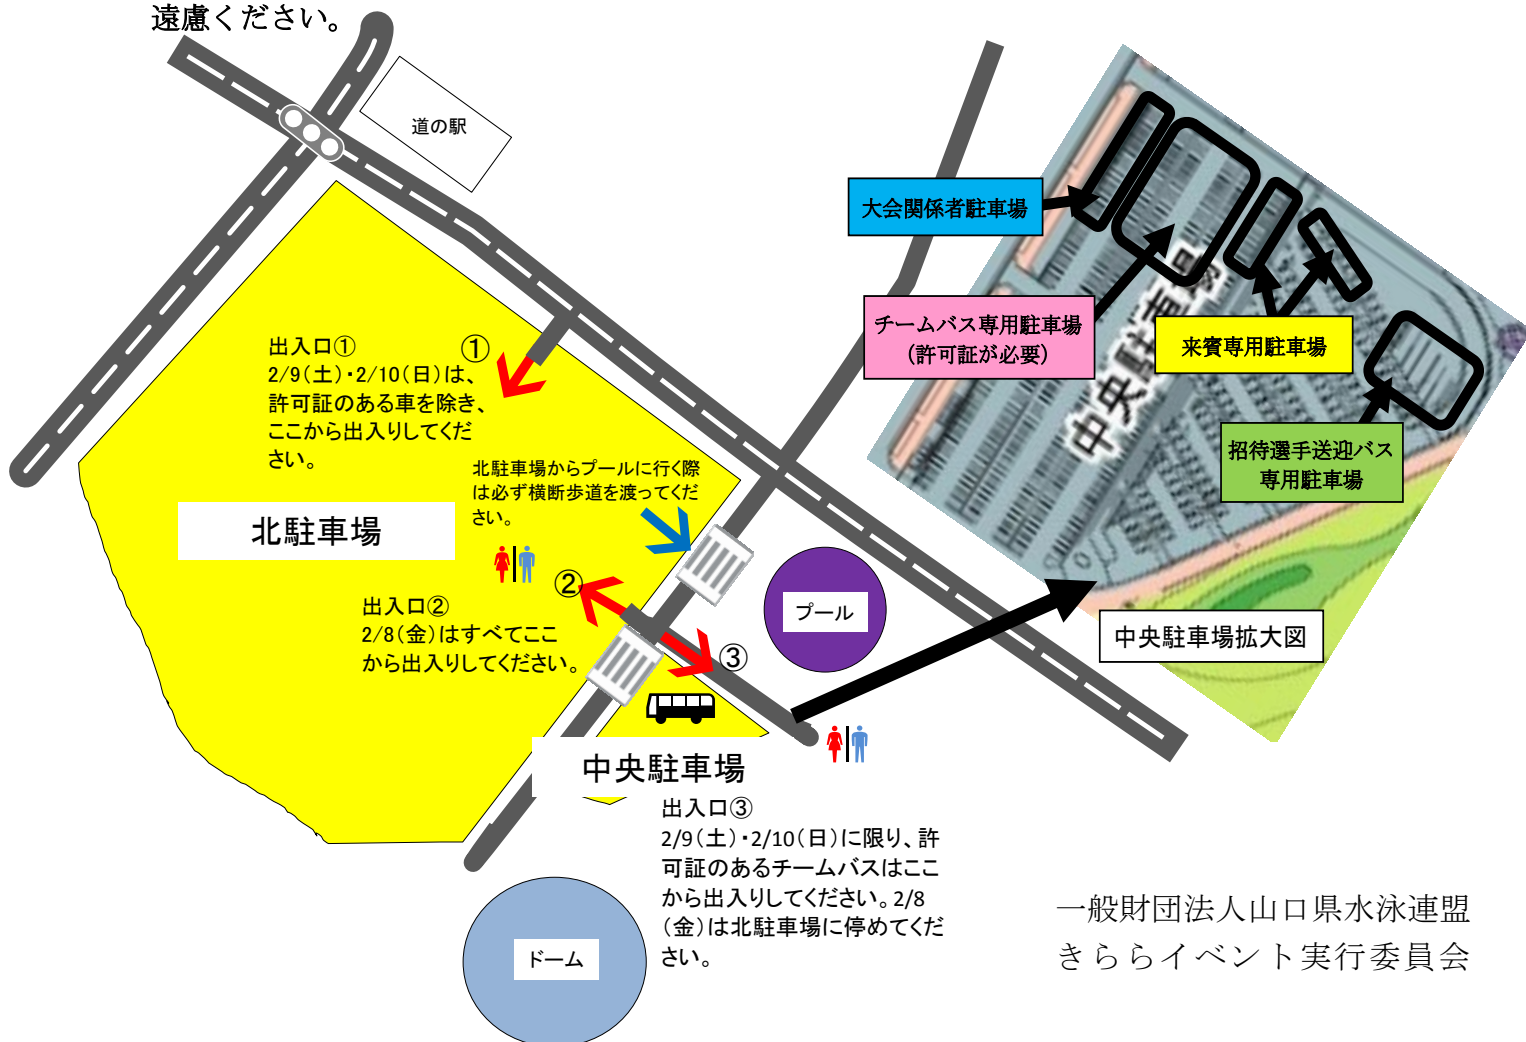 遠慮ください。
道の駅
大会関係者駐車場
チームバス専用駐車場
(許可証が必要)
来賓専用駐車場
招待選手送迎バス
専用駐車場
中央駐車場
中央駐車場拡大図
出入口①
2/9(土)・2/10(日)は、
許可証のある車を除き、
ここから出入りしてくだ
さい。
①
北駐車場からプールに行く際
は必ず横断歩道を渡ってくだ
さい。
北駐車場
②
出入口②
2/8(金)はすべてここ
から出入りしてください。
プール
③
中央駐車場
出入口③
2/9(土)・2/10(日)に限り、許
可証のあるチームバスはここ
から出入りしてください。2/8
(金)は北駐車場に停めてくだ
さい。
ドーム
一般財団法人山口県水泳連盟
きららイベント実行委員会